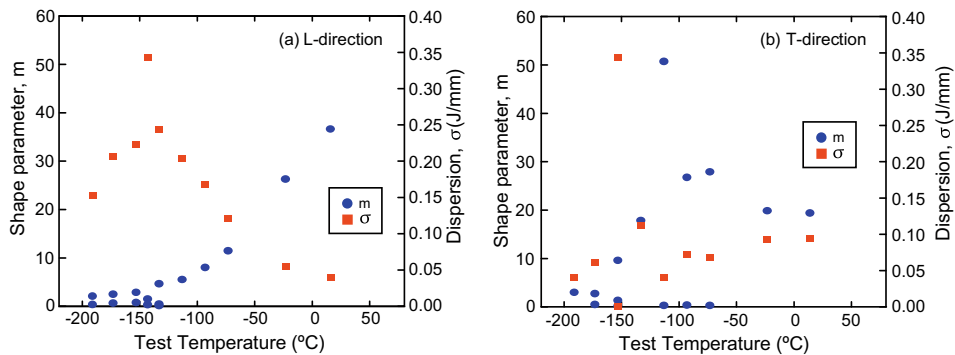 60
50
40
30
20
10
0
Shape parameter, m
(a) L-direction
m
σ
0.40
0.35
0.30
0.25
0.20
0.15
0.10
0.05
0.00
Dispersion, σ (J/mm)
-200 -150 -100 -50 0 50
Test Temperature (ºC)
60
50
40
30
20
10
0
Shape parameter, m
(b) T-direction
m
σ
0.40
0.35
0.30
0.25
0.20
0.15
0.10
0.05
0.00
Dispersion, σ (J/mm)
-200 -150 -100 -50 0 50
Test Temperature (ºC)